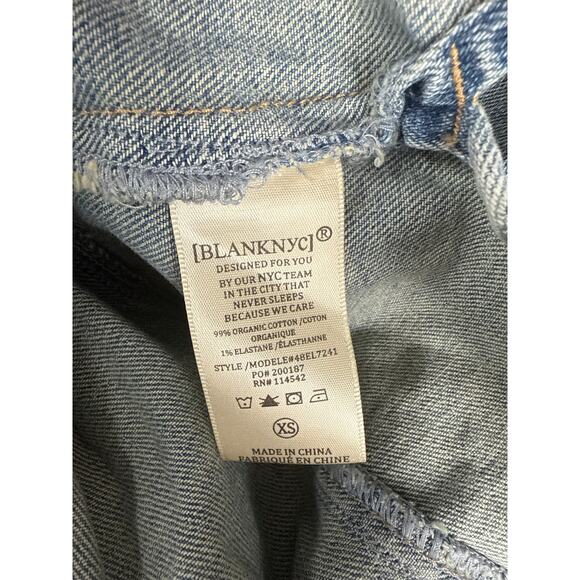 [BLANKNYC]®
DESIGNED FOR YOU
BY OUR NYC TEAM
IN THE CITY THAT
NEVER SLEEPS
BECAUSE WE CARE
99% ORGANIC COTTON /COTON
ORGANIQUE
1% ELASTANE /ÉLASTHANNE
STYLE /MODELE#48EL7241
PO# 200187
RN# 114542
XS
MADE IN CHINA
FABRIQUÉ EN CHINE